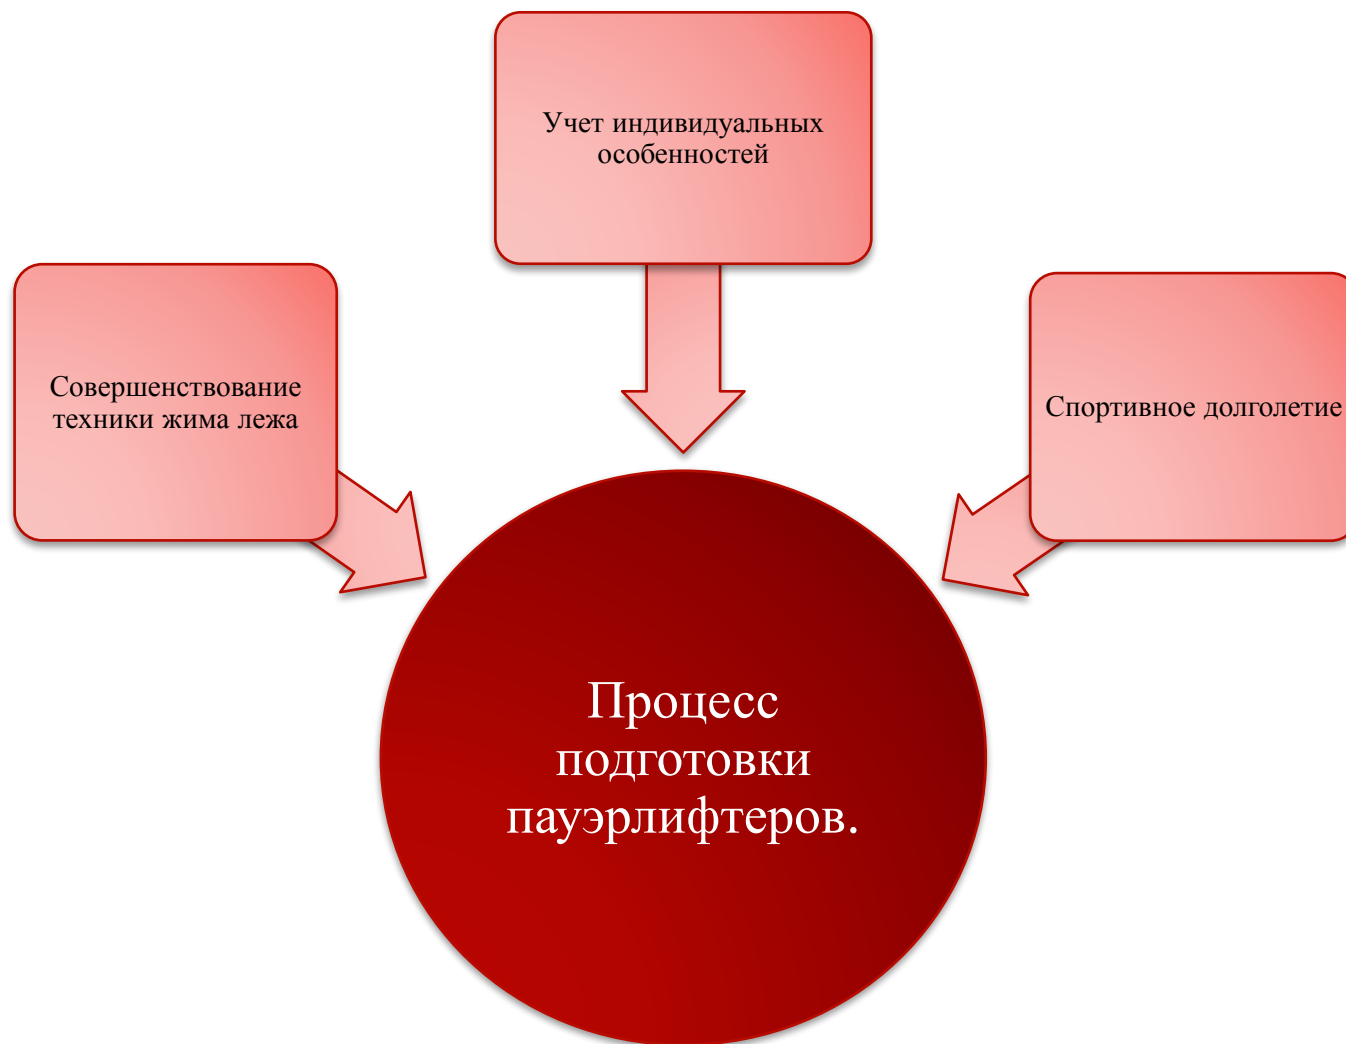 Учет индивидуальных
особенностей
Совершенствование
техники жима лежа
Спортивное долголетие
Процесс
подготовки
пауэрлифтеров.